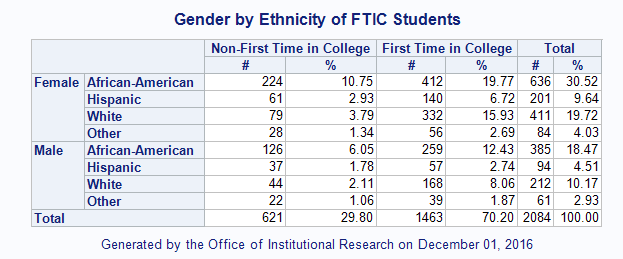 Gender by Ethnicity of FTIC Students
Non-First Time in College First Time in College Total
# % # % # %
Female African-American 224 10.75 412 19.77 636 30.52
Hispanic 61 2.93 140 6.72 201 9.64
White 79 3.79 332 15.93 411 19.72
Other 28 1.34 56 2.69 84 4.03
Male African-American 126 6.05 259 12.43 385 18.47
Hispanic 37 1.78 57 2.74 94 4.51
White 44 2.11 168 8.06 212 10.17
Other 22 1.06 39 1.87 61 2.93
Total 621 29.80 1463 70.20 2084 100.00
Generated by the Office of Institutional Research on December 01, 2016